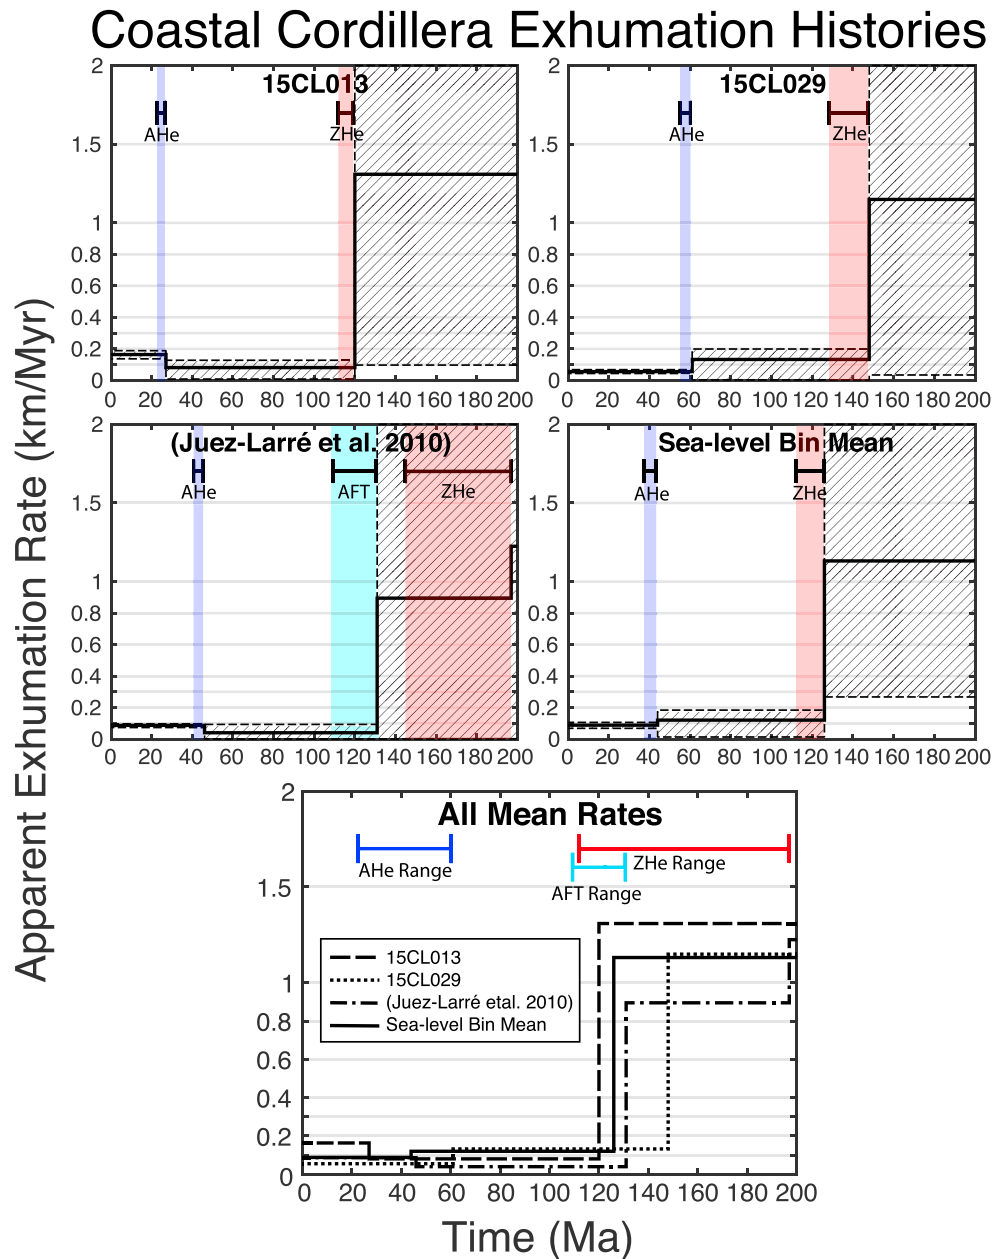 Coastal Cordillera Exhumation Histories
Apparent Exhumation Rate (km/Myr)
15CL013
AHe
ZHe
2
1.5
1
0.8
0.6
0.4
0.2
0
0 20 40 60 80 100 120 140 160 180 200
15CL029
AHe
ZHe
2
1.5
1
0.8
0.6
0.4
0.2
0
0 20 40 60 80 100 120 140 160 180 200
(Juez-Larré et al. 2010)
AHe
AFT
ZHe
2
1.5
1
0.8
0.6
0.4
0.2
0
0 20 40 60 80 100 120 140 160 180 200
Sea-level Bin Mean
AHe
ZHe
2
1.5
1
0.8
0.6
0.4
0.2
0
0 20 40 60 80 100 120 140 160 180 200
All Mean Rates
AHe Range
ZHe Range
AFT Range
15CL013
15CL029
(Juez-Larré etal. 2010)
Sea-level Bin Mean
2
1.5
1
0.8
0.6
0.4
0.2
0
0 20 40 60 80 100 120 140 160 180 200
Time (Ma)